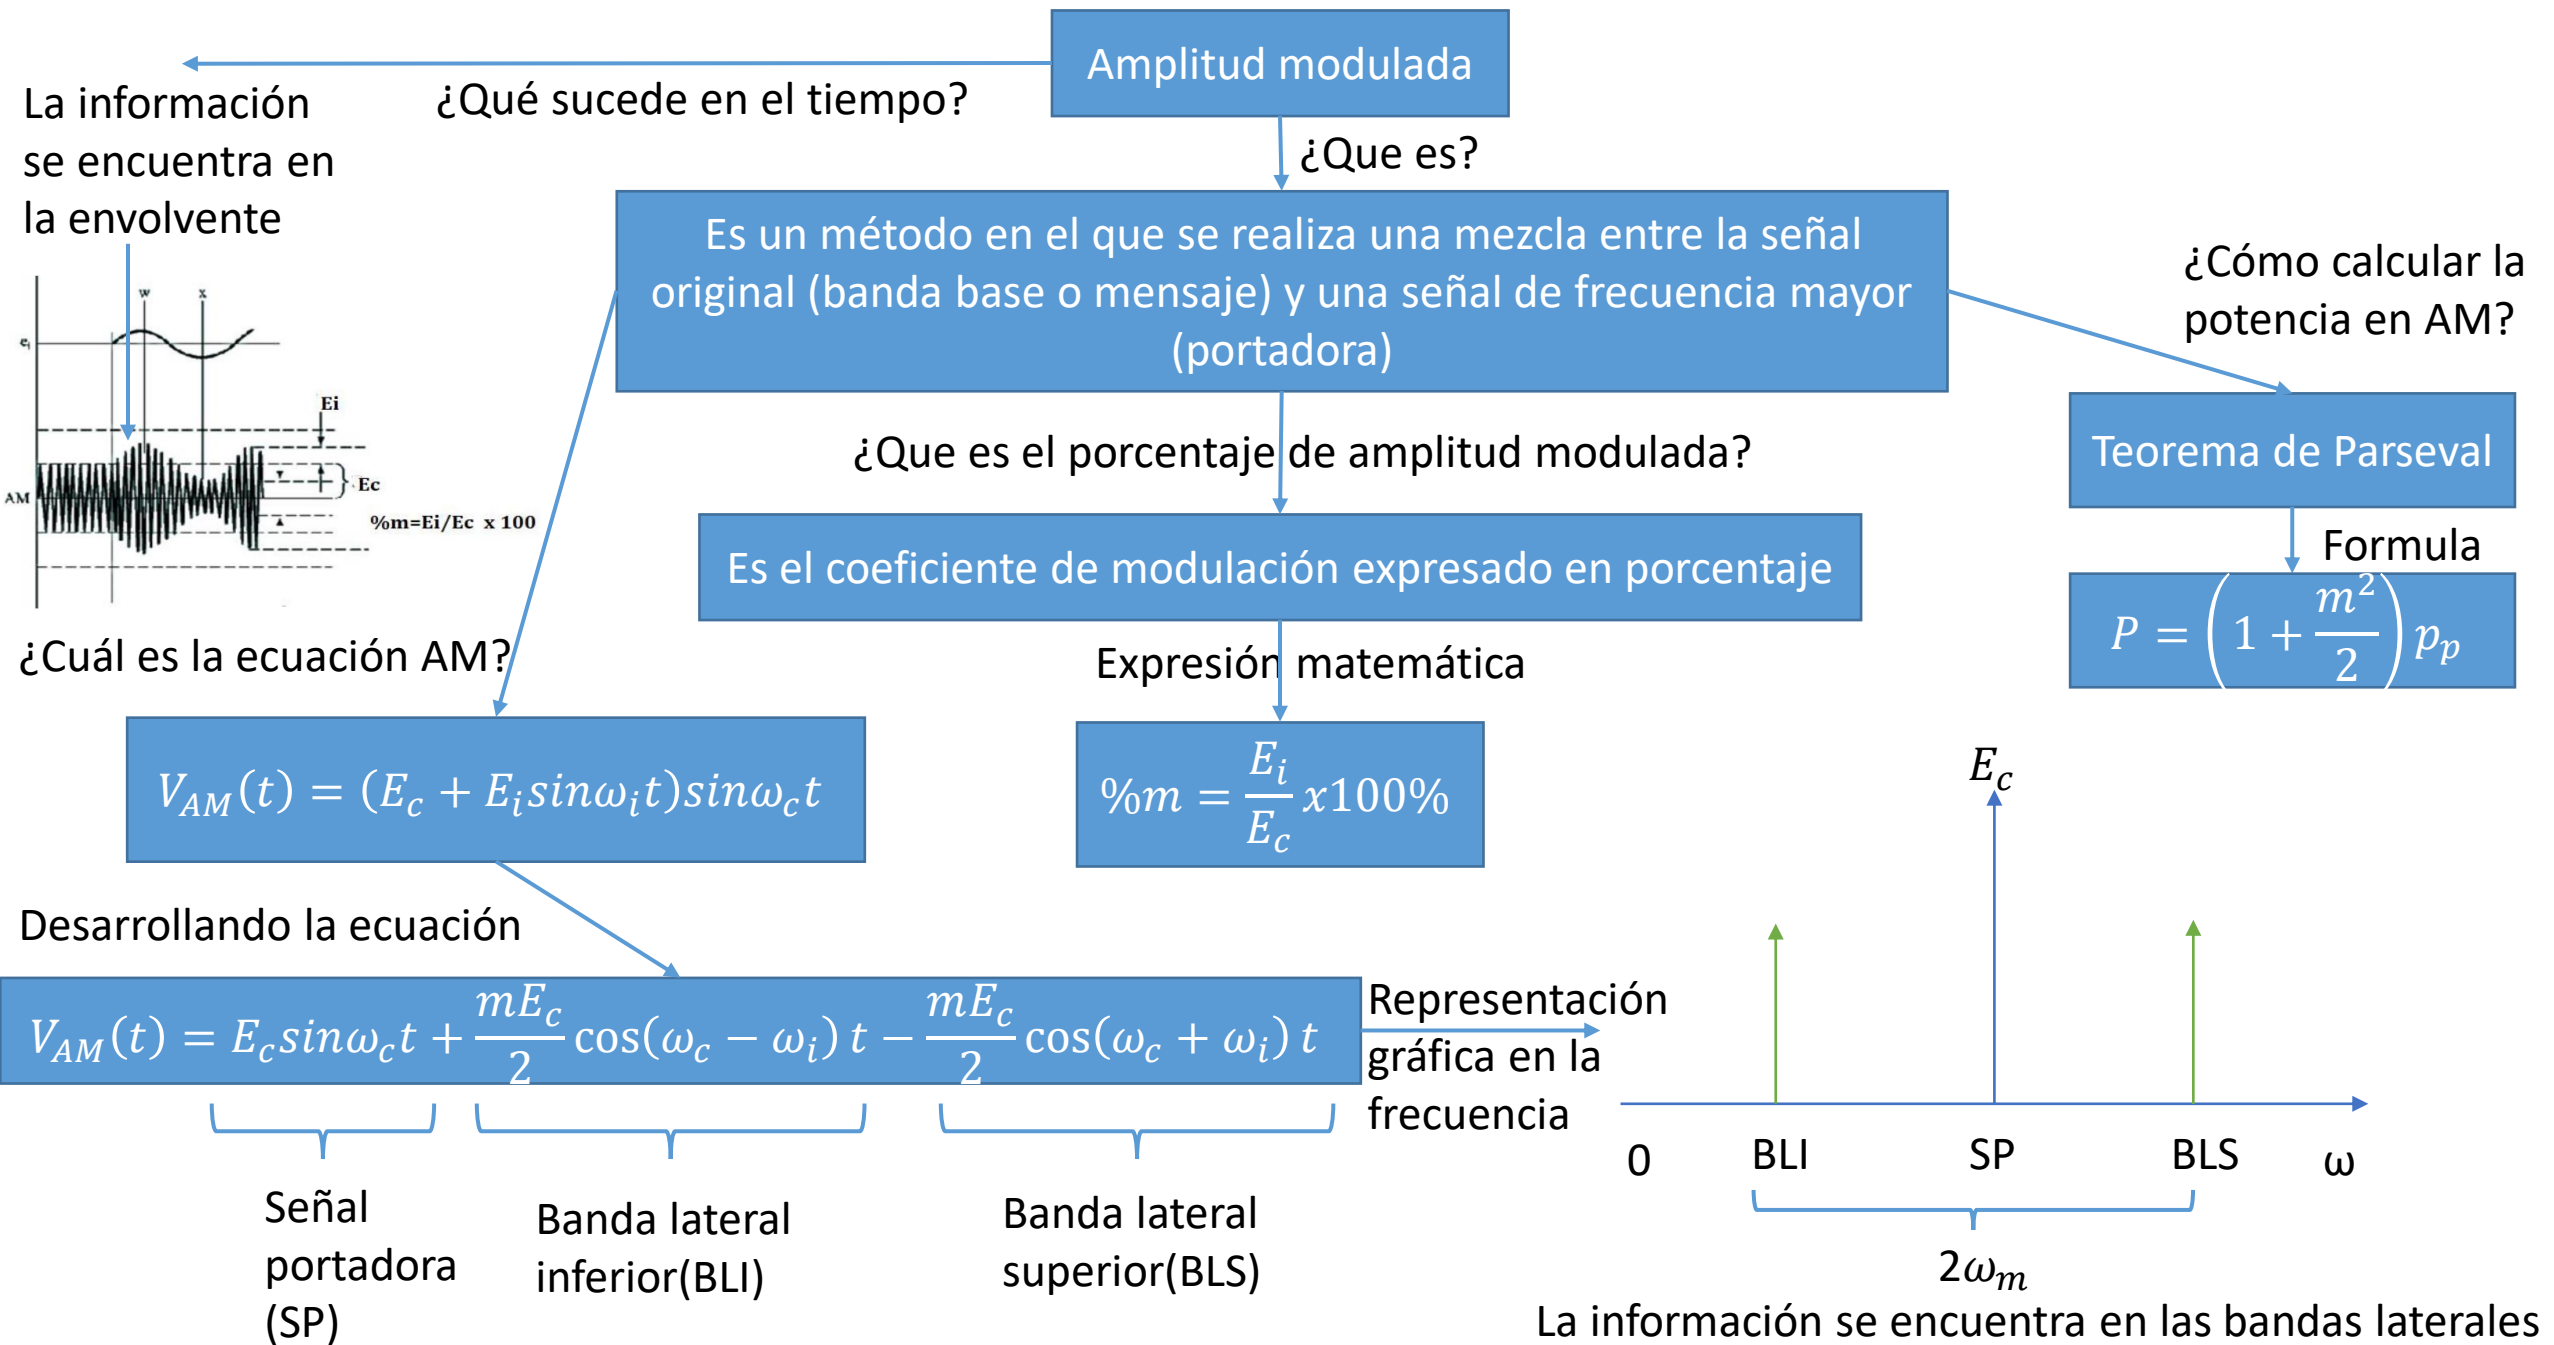 Amplitud modulada
¿Qué sucede en el tiempo?
La información
se encuentra en
la envolvente
¿Que es?
Es un método en el que se realiza una mezcla entre la señal
original (banda base o mensaje) y una señal de frecuencia mayor
(portadora)
¿Cómo calcular la
potencia en AM?
w x
e_i
Ei
Ec
AM
%m=Ei/Ec x 100
¿Que es el porcentaje de amplitud modulada?
Teorema de Parseval
Es el coeficiente de modulación expresado en porcentaje
Formula
P = (1 + m²/2) p_p
¿Cuál es la ecuación AM?
Expresión matemática
V_AM(t) = (E_c + E_i sinω_i t)sinω_c t
%m = E_i/E_c x100%
Desarrollando la ecuación
V_AM(t) = E_c sinω_c t + mE_c/2 cos(ω_c − ω_i) t − mE_c/2 cos(ω_c + ω_i) t
Señal
portadora
(SP)
Banda lateral
inferior(BLI)
Banda lateral
superior(BLS)
Representación
gráfica en la
frecuencia
E_c
0 BLI SP BLS ω
2ω_m
La información se encuentra en las bandas laterales